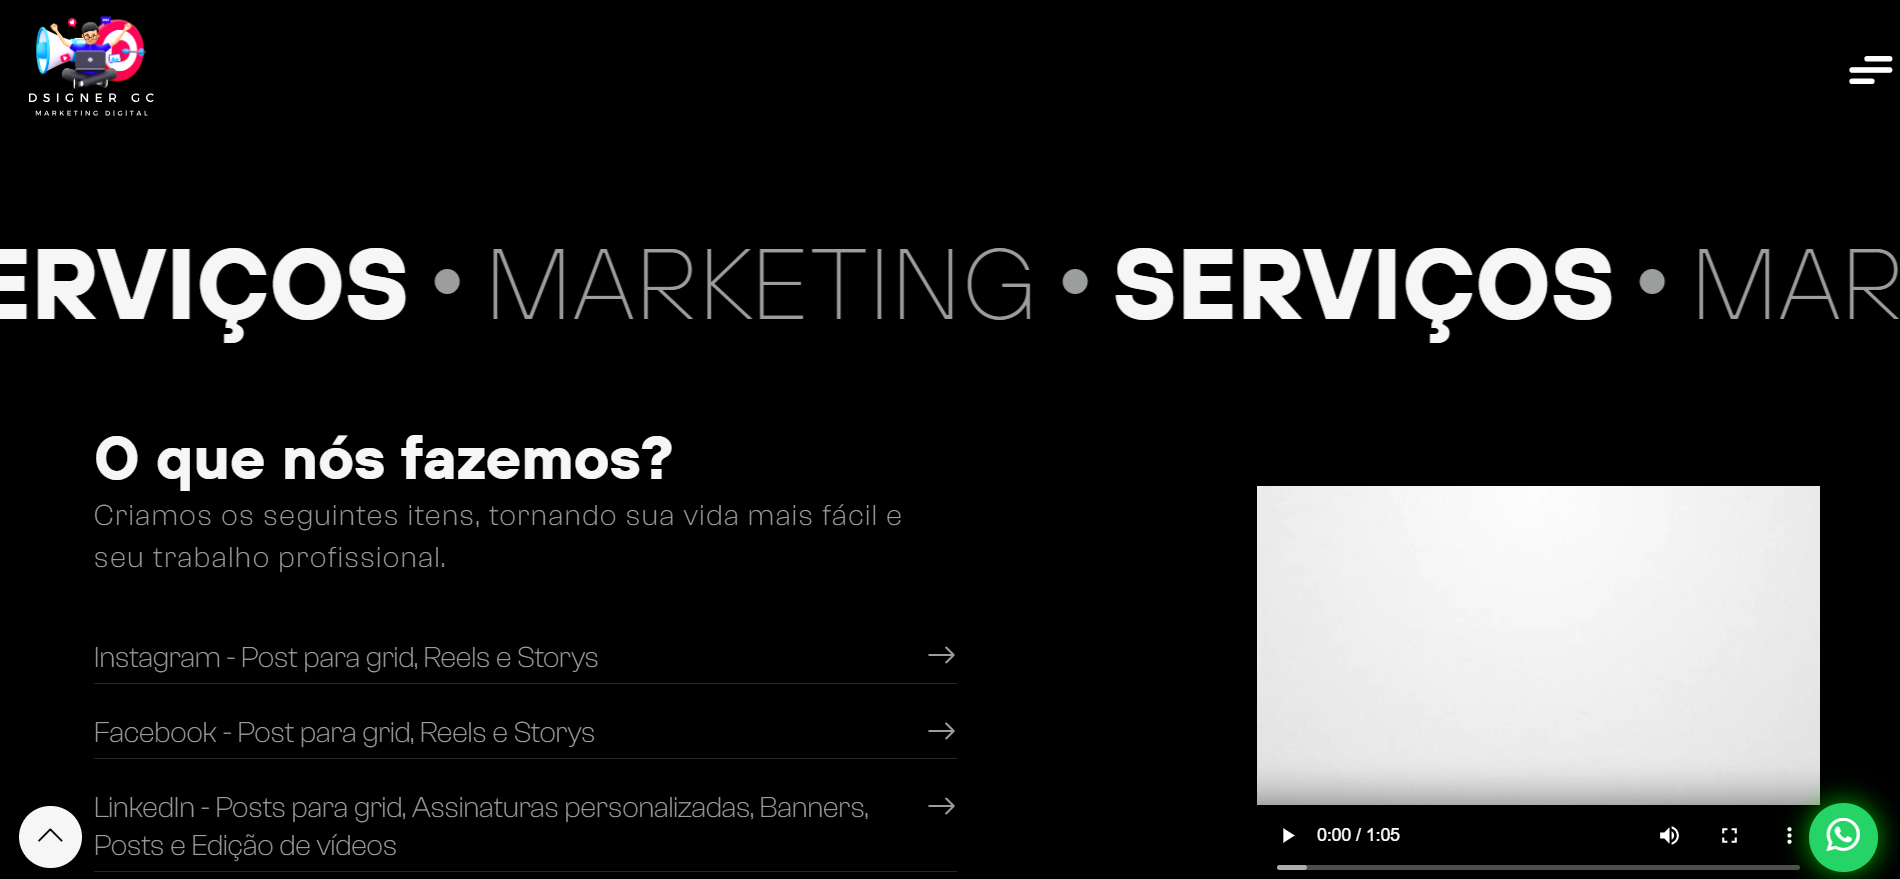 DSIGNER GC
MARKETING DIGITAL
ERVIÇOS • MARKETING • SERVIÇOS • MAR
O que nós fazemos?
Criamos os seguintes itens, tornando sua vida mais fácil e
seu trabalho profissional.
Instagram - Post para grid, Reels e Storys
Facebook - Post para grid, Reels e Storys
LinkedIn - Posts para grid, Assinaturas personalizadas, Banners,
Posts e Edição de vídeos
0:00 / 1:05